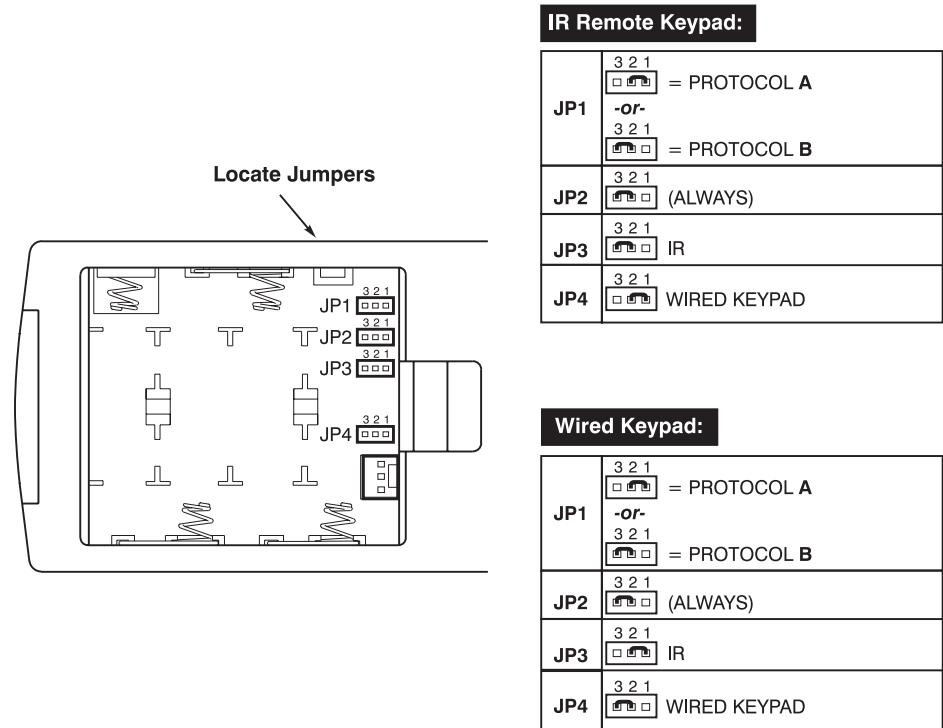 IR Remote Keypad:
JP1
3 2 1
= PROTOCOL A
-or-
3 2 1
= PROTOCOL B
JP2
3 2 1
(ALWAYS)
JP3
3 2 1
IR
JP4
3 2 1
WIRED KEYPAD
Locate Jumpers
3 2 1
JP1
3 2 1
JP2
3 2 1
JP3
3 2 1
JP4
Wired Keypad:
JP1
3 2 1
= PROTOCOL A
-or-
3 2 1
= PROTOCOL B
JP2
3 2 1
(ALWAYS)
JP3
3 2 1
IR
JP4
3 2 1
WIRED KEYPAD